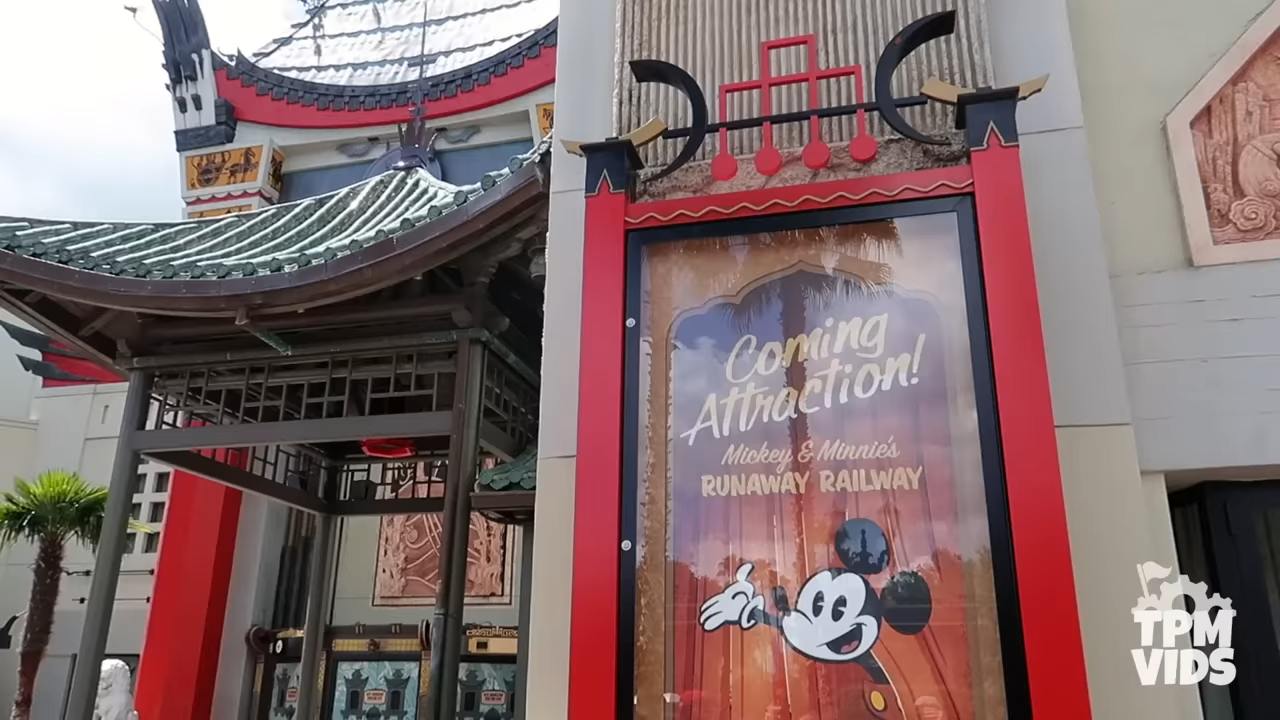 Coming
Attraction!
Mickey & Minnie's
RUNAWAY RAILWAY
TPM
VIDS